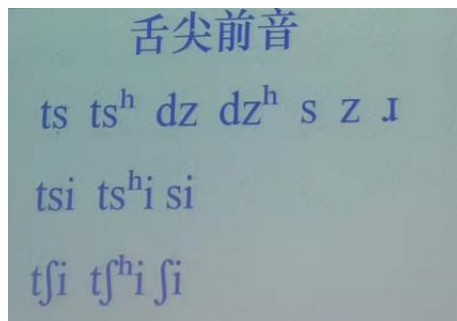 舌尖前音
ts tsʰ dz dzʰ s z ɹ
tsi tsʰi si
tʃi tʃʰi ʃi